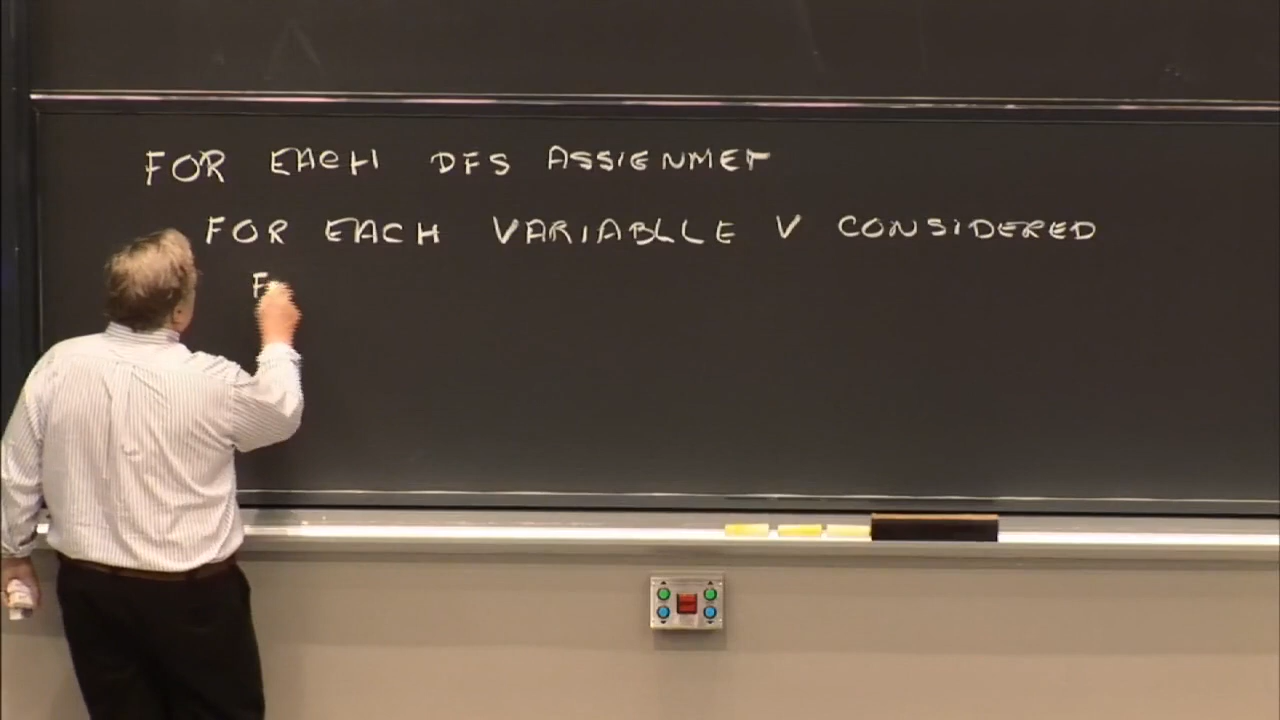 FOR EACH DFS ASSIGNMET
FOR EACH VARIABLLE V CONSIDERED
F